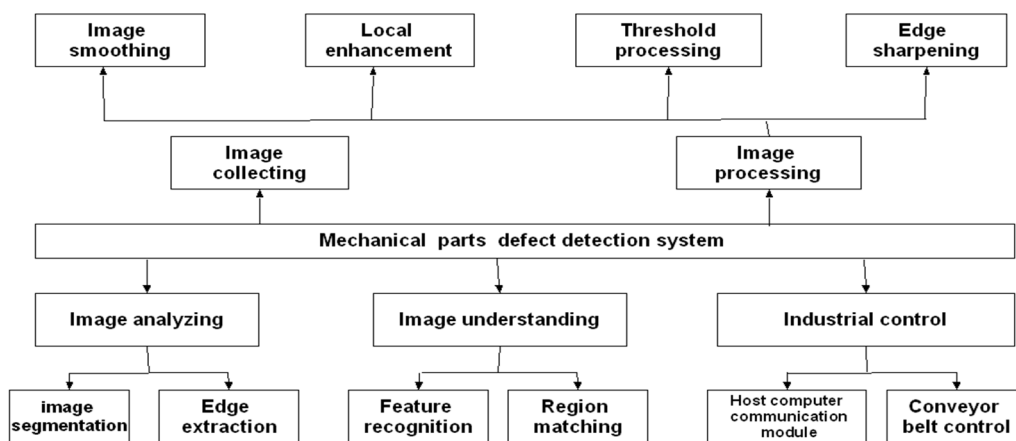 Image
smoothing
Local
enhancement
Threshold
processing
Edge
sharpening
Image
collecting
Image
processing
Mechanical parts defect detection system
Image analyzing
Image understanding
Industrial control
image
segmentation
Edge
extraction
Feature
recognition
Region
matching
Host computer
communication
module
Conveyor
belt control